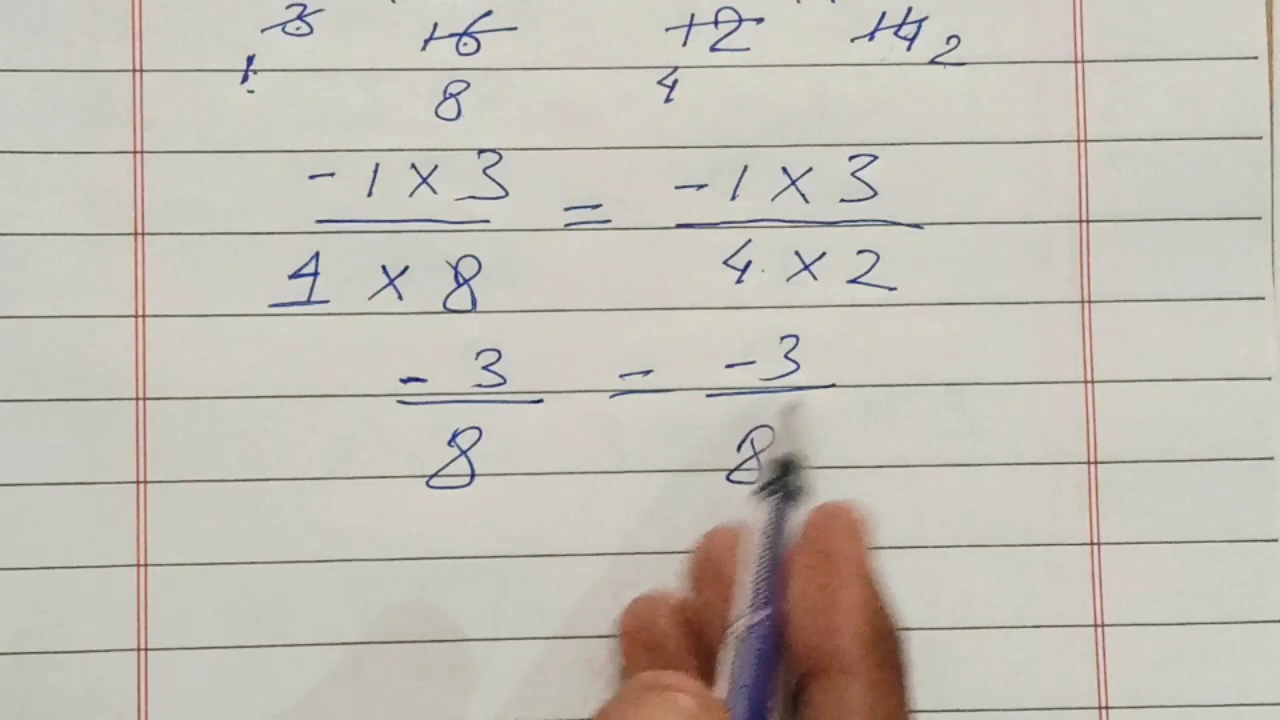 3 16 12 14 2
1 8 4
-1 × 3 = -1 × 3
1 × 8 4 × 2
-3 = -3
8 8